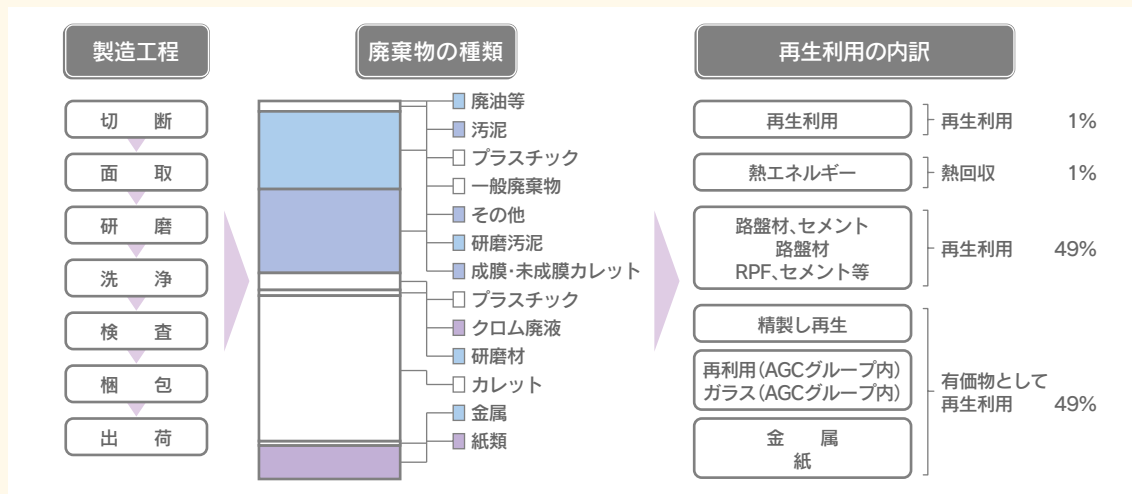 製造工程
切　断
面　取
研　磨
洗　浄
検　査
梱　包
出　荷
廃棄物の種類
廃油等
汚泥
プラスチック
一般廃棄物
その他
研磨汚泥
成膜・未成膜カレット
プラスチック
クロム廃液
研磨材
カレット
金属
紙類
再生利用の内訳
再生利用
再生利用 1%
熱エネルギー
熱回収 1%
路盤材、セメント
路盤材
RPF、セメント等
再生利用 49%
精製し再生
再利用（AGCグループ内）
ガラス（AGCグループ内）
金　属
紙
有価物として
再生利用 49%